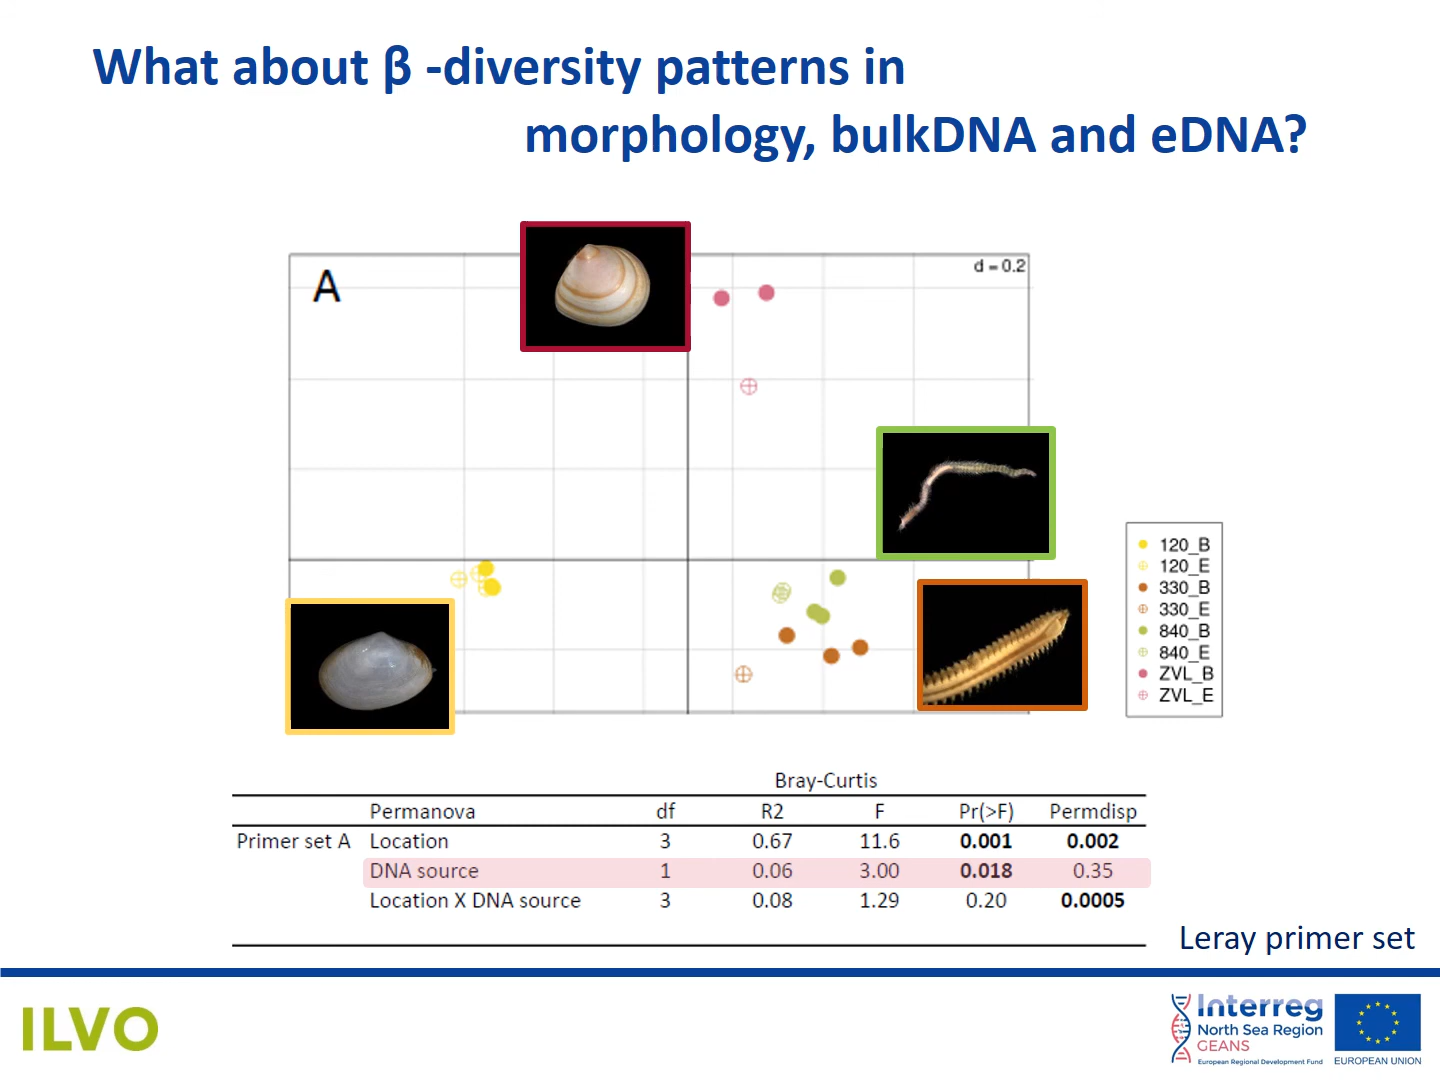 What about β -diversity patterns in
morphology, bulkDNA and eDNA?
A
d = 0.2
120_B
120_E
330_B
330_E
840_B
840_E
ZVL_B
ZVL_E
Bray-Curtis
Permanova df R2 F Pr(>F) Permdisp
Primer set A Location 3 0.67 11.6 0.001 0.002
DNA source 1 0.06 3.00 0.018 0.35
Location X DNA source 3 0.08 1.29 0.20 0.0005
Leray primer set
ILVO
Interreg
North Sea Region
GEANS
European Regional Development Fund
EUROPEAN UNION